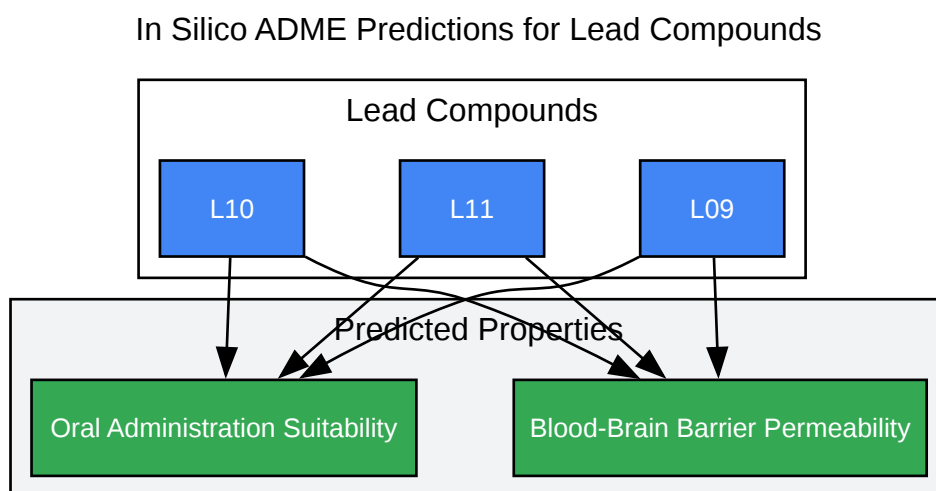 In Silico ADME Predictions for Lead Compounds
Lead Compounds
L10
L11
L09
Predicted Properties
Oral Administration Suitability
Blood-Brain Barrier Permeability